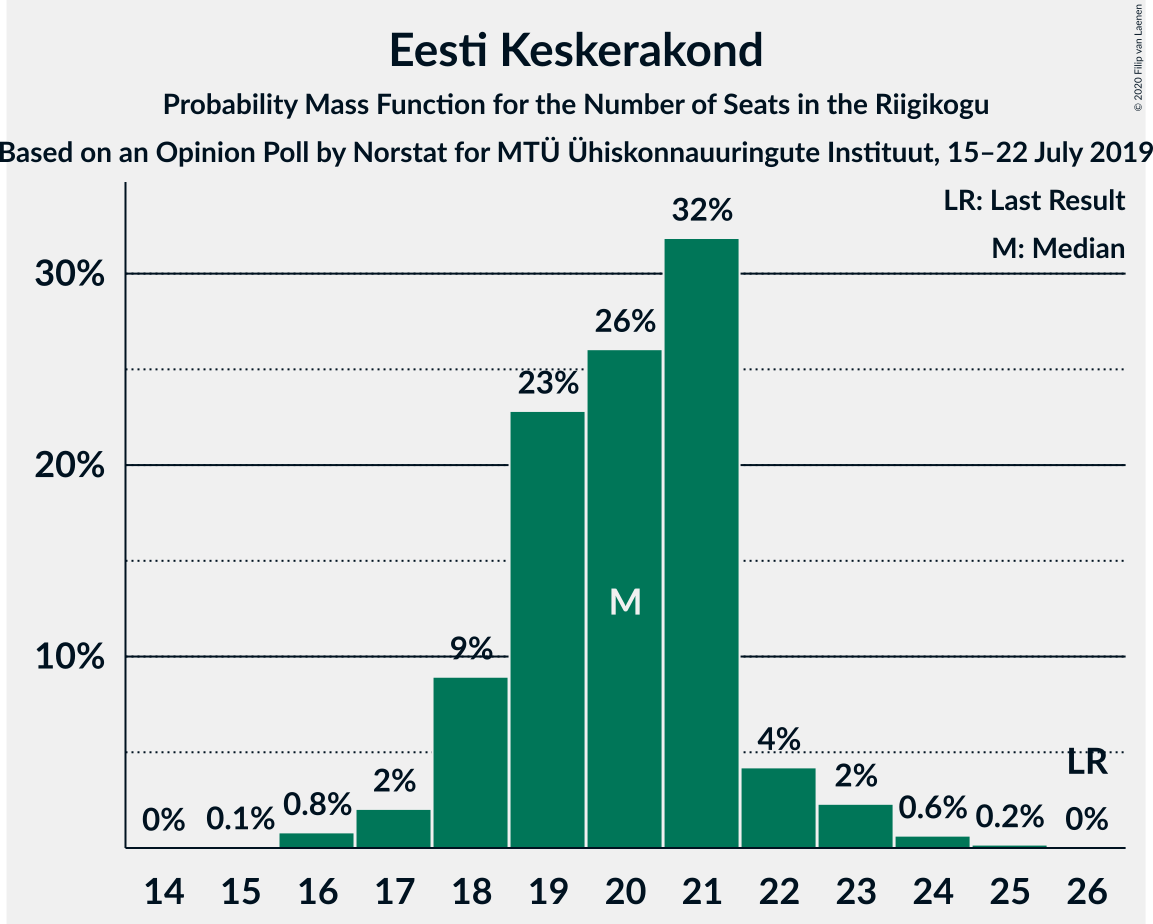 Eesti Keskerakond
Probability Mass Function for the Number of Seats in the Riigikogu
Based on an Opinion Poll by Norstat for MTÜ Ühiskonnauuringute Instituut, 15–22 July 2019
© 2020 Filip van Laenen
LR: Last Result
M: Median
32%
30%
26%
23%
20%
M
10%
9%
4%
LR
2%
2%
0%
0.1%
0.8%
0.6%
0.2%
0%
14 15 16 17 18 19 20 21 22 23 24 25 26